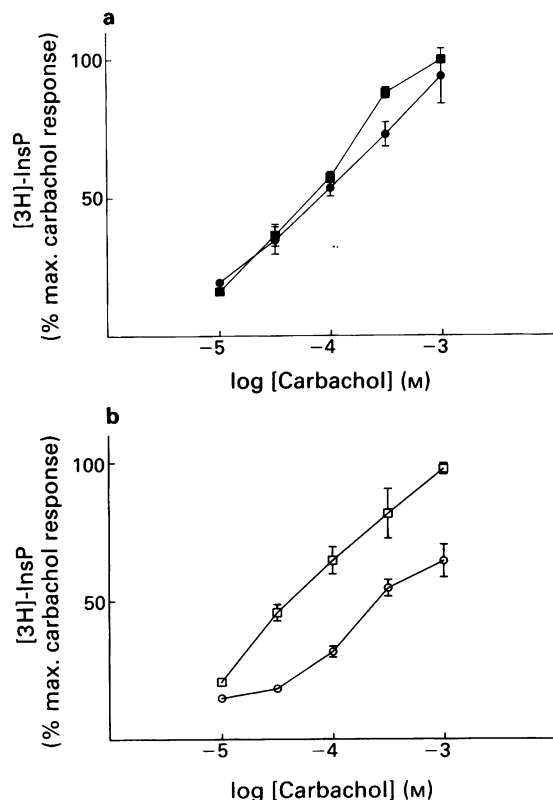 a
100
50
[3H]-InsP
(% max. carbachol response)
−5 −4 −3
log [Carbachol] (M)
b
100
50
[3H]-InsP
(% max. carbachol response)
−5 −4 −3
log [Carbachol] (M)